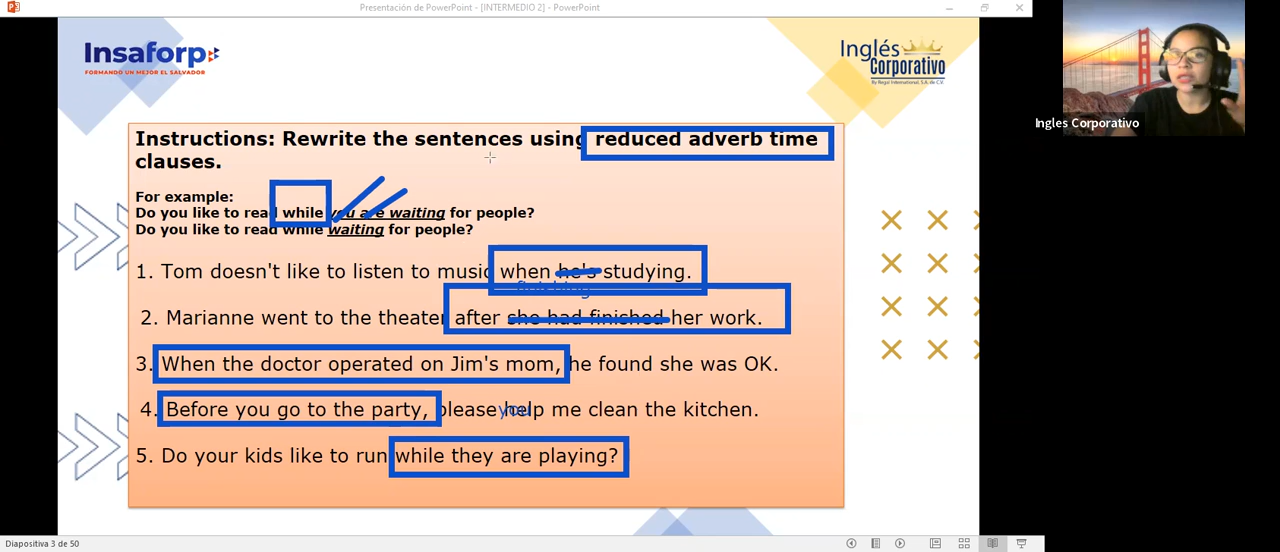 Presentación de PowerPoint - [INTERMEDIO 2] - PowerPoint
Insaforp
FORMANDO UN MEJOR EL SALVADOR
Inglés
Corporativo
By Regal International, S.A. de C.V.
Ingles Corporativo
Instructions: Rewrite the sentences using reduced adverb time
clauses.
For example:
Do you like to read while you are waiting for people?
Do you like to read while waiting for people?
1. Tom doesn't like to listen to music when he's studying.
finishing
2. Marianne went to the theater after she had finished her work.
3. When the doctor operated on Jim's mom, he found she was OK.
4. Before you go to the party, please help me clean the kitchen.
you
5. Do your kids like to run while they are playing?
Diapositiva 3 de 50